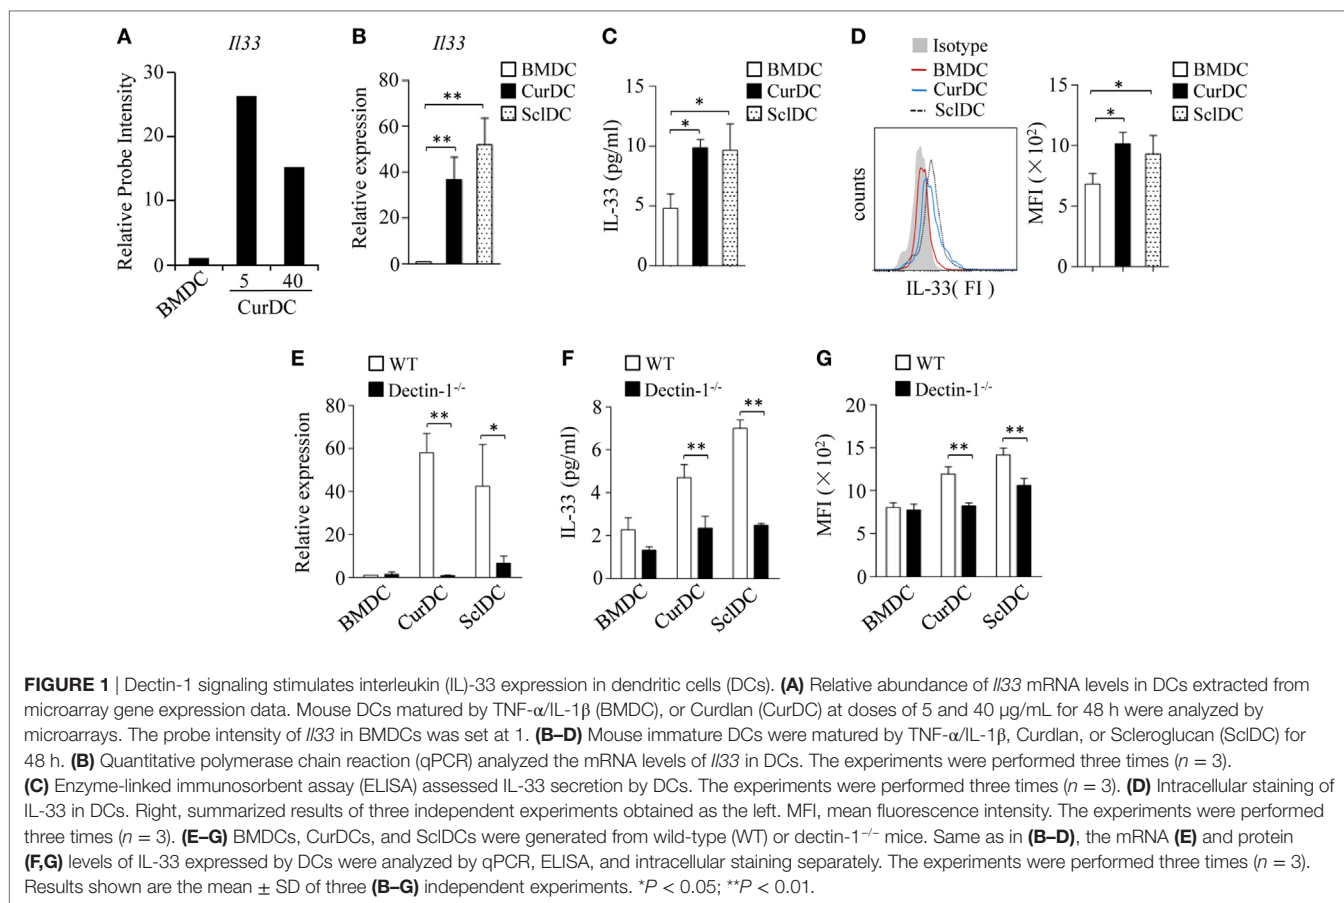 A
Il33
Relative Probe Intensity
30
20
10
0
BMDC
5
40
CurDC
B
Il33
BMDC
CurDC
SclDC
Relative expression
80
60
40
20
0
**
**
C
BMDC
CurDC
SclDC
IL-33 (pg/ml)
15
10
5
0
*
*
D
Isotype
BMDC
CurDC
SclDC
counts
IL-33( FI )
BMDC
CurDC
SclDC
MFI (×10²)
15
10
5
0
*
*
E
WT
Dectin-1-/-
Relative expression
80
60
40
20
0
**
*
BMDC
CurDC
SclDC
F
WT
Dectin-1-/-
IL-33 (pg/ml)
8
6
4
2
0
**
**
BMDC
CurDC
SclDC
G
WT
Dectin-1-/-
MFI (×10²)
20
15
10
5
0
**
**
BMDC
CurDC
SclDC
FIGURE 1 | Dectin-1 signaling stimulates interleukin (IL)-33 expression in dendritic cells (DCs). (A) Relative abundance of Il33 mRNA levels in DCs extracted from
microarray gene expression data. Mouse DCs matured by TNF-α/IL-1β (BMDC), or Curdlan (CurDC) at doses of 5 and 40 µg/mL for 48 h were analyzed by
microarrays. The probe intensity of Il33 in BMDCs was set at 1. (B–D) Mouse immature DCs were matured by TNF-α/IL-1β, Curdlan, or Scleroglucan (SclDC) for
48 h. (B) Quantitative polymerase chain reaction (qPCR) analyzed the mRNA levels of Il33 in DCs. The experiments were performed three times (n = 3).
(C) Enzyme-linked immunosorbent assay (ELISA) assessed IL-33 secretion by DCs. The experiments were performed three times (n = 3). (D) Intracellular staining of
IL-33 in DCs. Right, summarized results of three independent experiments obtained as the left. MFI, mean fluorescence intensity. The experiments were performed
three times (n = 3). (E–G) BMDCs, CurDCs, and SclDCs were generated from wild-type (WT) or dectin-1−/− mice. Same as in (B–D), the mRNA (E) and protein
(F,G) levels of IL-33 expressed by DCs were analyzed by qPCR, ELISA, and intracellular staining separately. The experiments were performed three times (n = 3).
Results shown are the mean ± SD of three (B–G) independent experiments. *P < 0.05; **P < 0.01.